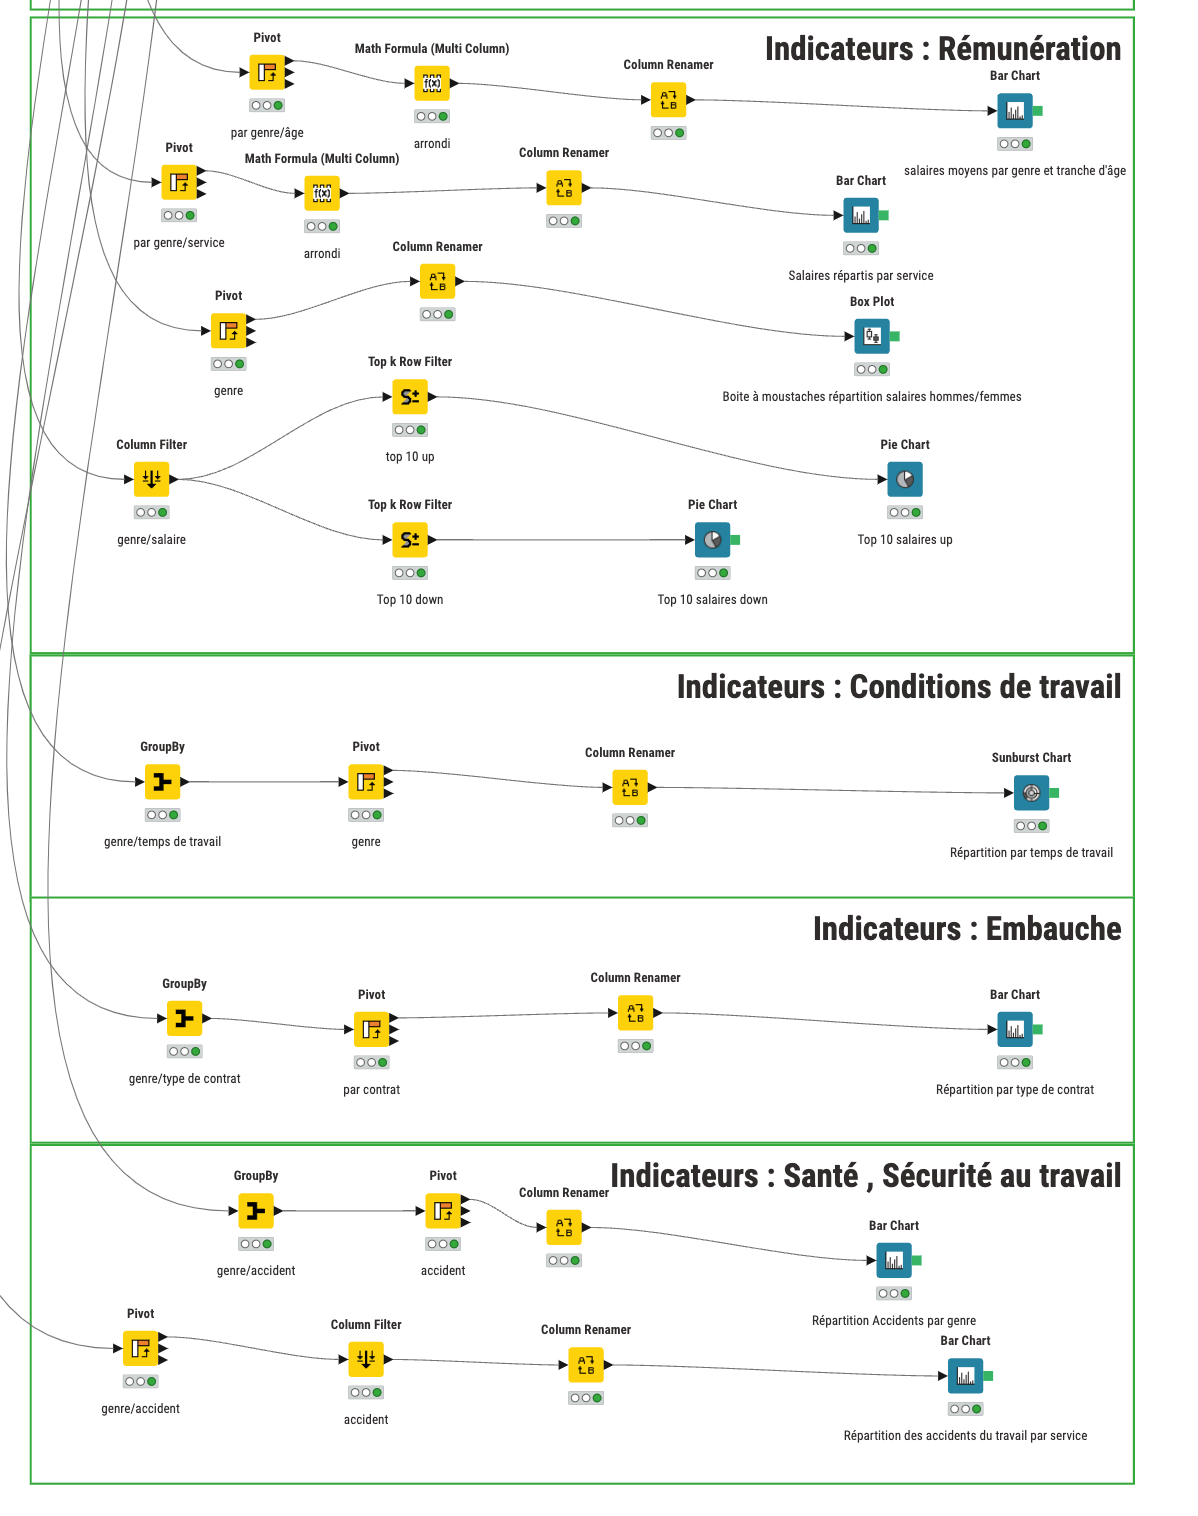 Indicateurs : Rémunération
Pivot
par genre/âge
Math Formula (Multi Column)
f(x)
arrondi
Column Renamer
A
B
Bar Chart
salaires moyens par genre et tranche d'âge
Pivot
par genre/service
Math Formula (Multi Column)
f(x)
arrondi
Column Renamer
A
B
Bar Chart
Salaires répartis par service
Pivot
genre
Column Renamer
A
B
Box Plot
Boite à moustaches répartition salaires hommes/femmes
Column Filter
genre/salaire
Top k Row Filter
top 10 up
Pie Chart
Top 10 salaires up
Top k Row Filter
Top 10 down
Pie Chart
Top 10 salaires down
Indicateurs : Conditions de travail
GroupBy
genre/temps de travail
Pivot
genre
Column Renamer
A
B
Sunburst Chart
Répartition par temps de travail
Indicateurs : Embauche
GroupBy
genre/type de contrat
Pivot
par contrat
Column Renamer
A
B
Bar Chart
Répartition par type de contrat
Indicateurs : Santé , Sécurité au travail
GroupBy
genre/accident
Pivot
accident
Column Renamer
A
B
Bar Chart
Répartition Accidents par genre
Pivot
genre/accident
Column Filter
accident
Column Renamer
A
B
Bar Chart
Répartition des accidents du travail par service